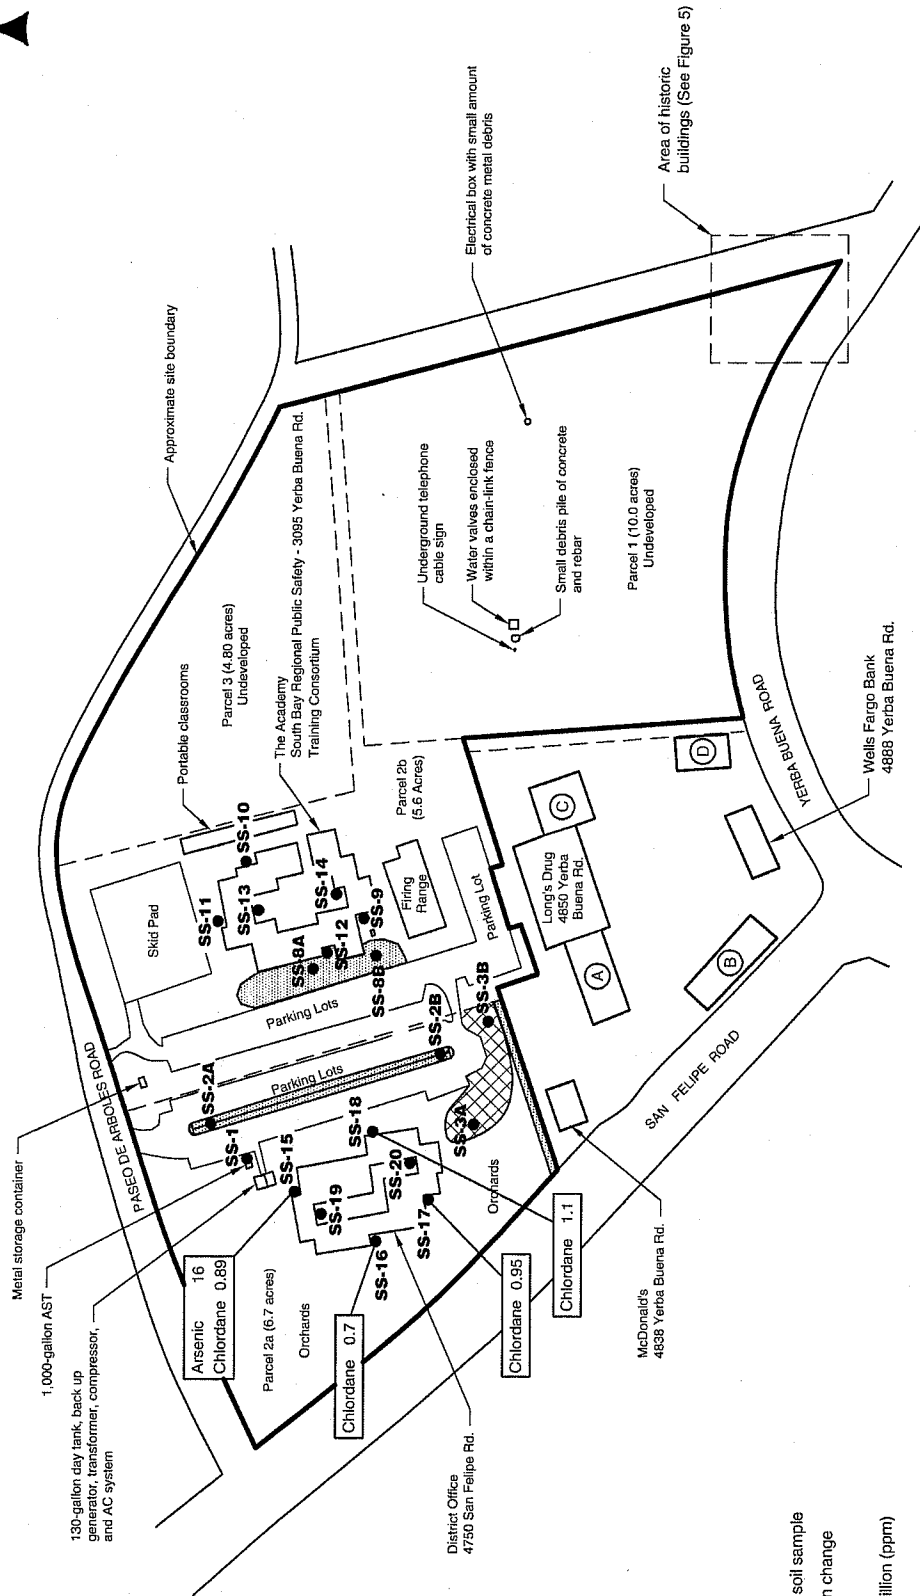 Metal storage container
1,000-gallon AST
130-gallon day tank, back up
generator, transformer, compressor,
and AC system
PASEO DE ARBOLES ROAD
Approximate site boundary
Skid Pad
Portable classrooms
Parcel 3 (4.80 acres)
Undeveloped
The Academy
South Bay Regional Public Safety - 3095 Yerba Buena Rd.
Training Consortium
SS-11
SS-10
SS-13
SS-14
SS-8A
SS-12
SS-9
SS-8B
Firing
Range
Parcel 2b
(5.6 Acres)
Parking Lots
Parking Lots
Parking Lot
SS-2A
SS-2B
SS-1
SS-15
SS-18
SS-19
SS-20
SS-16
SS-17
SS-3A
SS-3B
Arsenic 16
Chlordane 0.89
Parcel 2a (6.7 acres)
Orchards
Orchards
Chlordane 0.7
Chlordane 0.95
Chlordane 1.1
District Office
4750 San Felipe Rd.
McDonald's
4838 Yerba Buena Rd.
SAN FELIPE ROAD
Long's Drug
4850 Yerba
Buena Rd.
A
B
C
D
Wells Fargo Bank
4888 Yerba Buena Rd.
YERBA BUENA ROAD
Underground telephone
cable sign
Water valves enclosed
within a chain-link fence
Small debris pile of concrete
and rebar
Electrical box with small amount
of concrete metal debris
Parcel 1 (10.0 acres)
Undeveloped
Area of historic
buildings (See Figure 5)
soil sample
n change
illion (ppm)